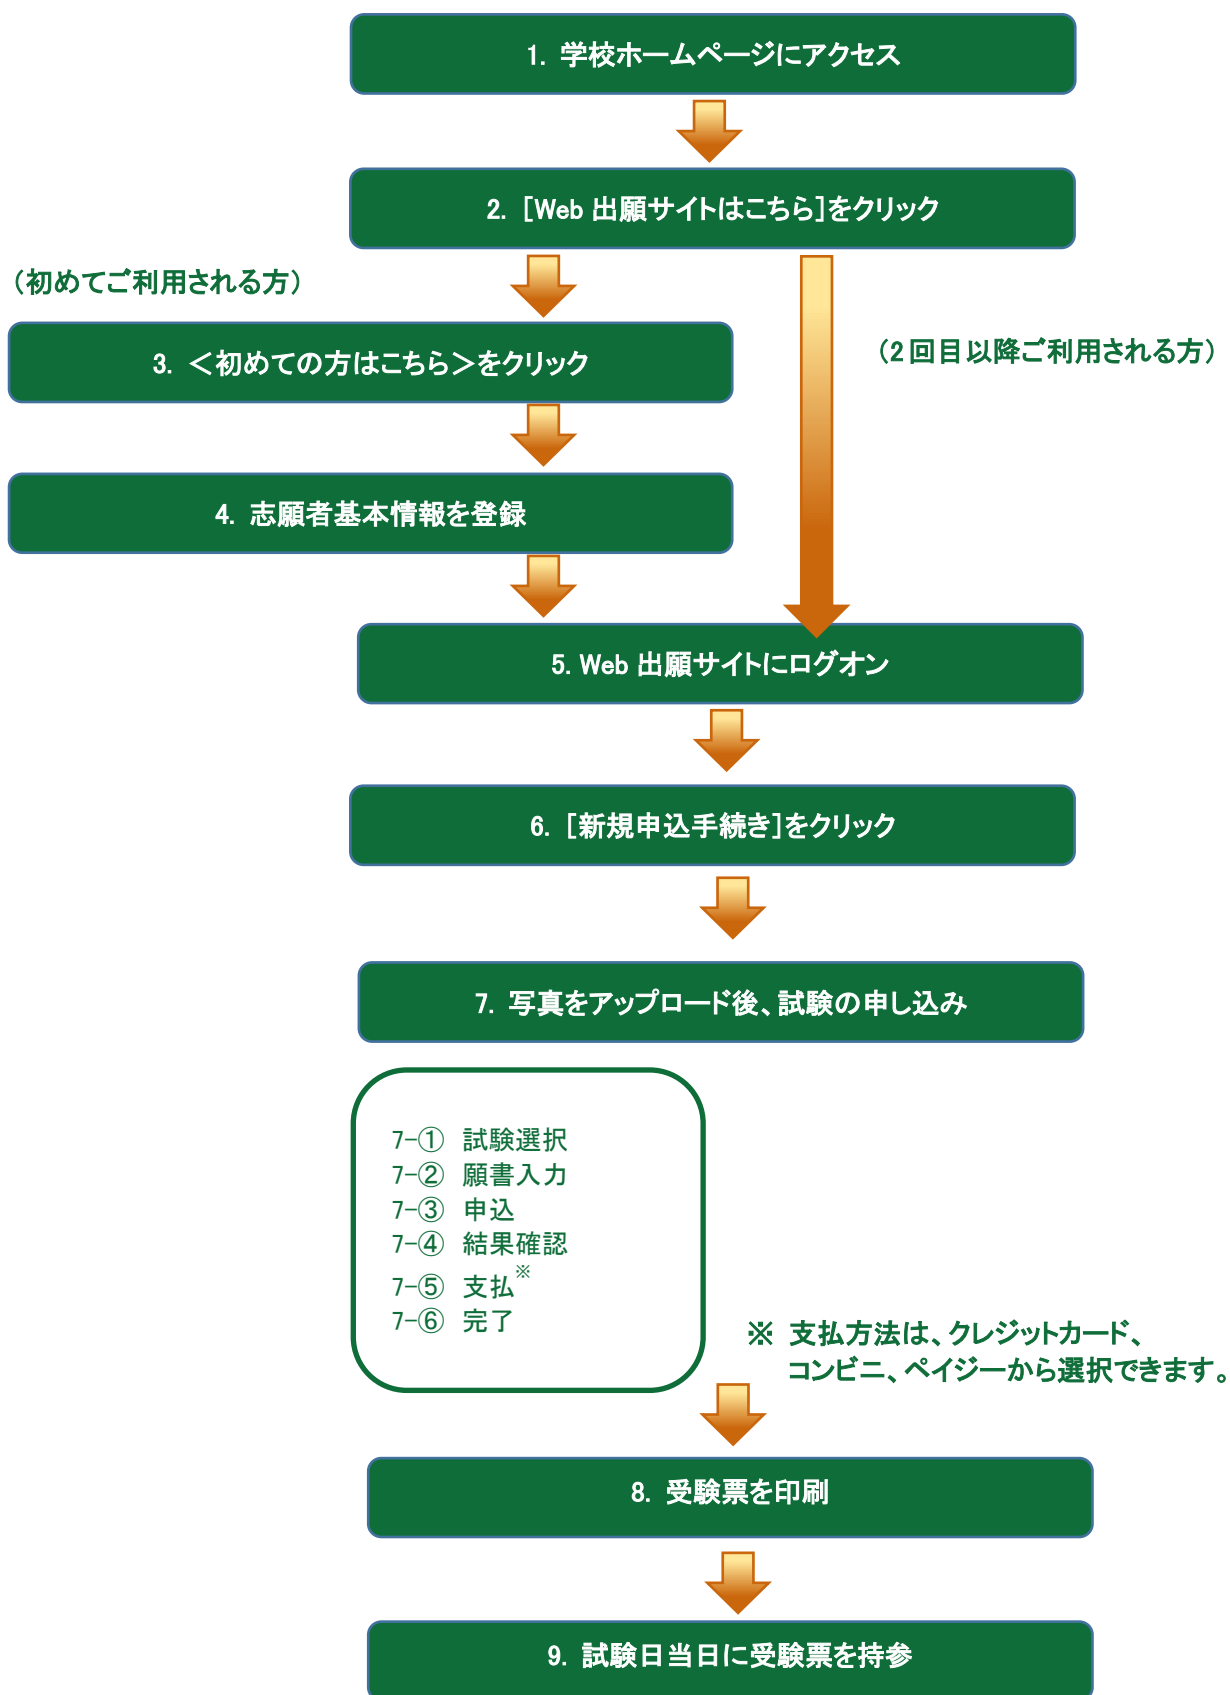 1. 学校ホームページにアクセス
2. [Web 出願サイトはこちら]をクリック
（初めてご利用される方）
3. ＜初めての方はこちら＞をクリック
（2 回目以降ご利用される方）
4. 志願者基本情報を登録
5. Web 出願サイトにログオン
6. [新規申込手続き]をクリック
7. 写真をアップロード後、試験の申し込み
7-① 試験選択
7-② 願書入力
7-③ 申込
7-④ 結果確認
7-⑤ 支払※
7-⑥ 完了
※ 支払方法は、クレジットカード、
コンビニ、ペイジーから選択できます。
8. 受験票を印刷
9. 試験日当日に受験票を持参